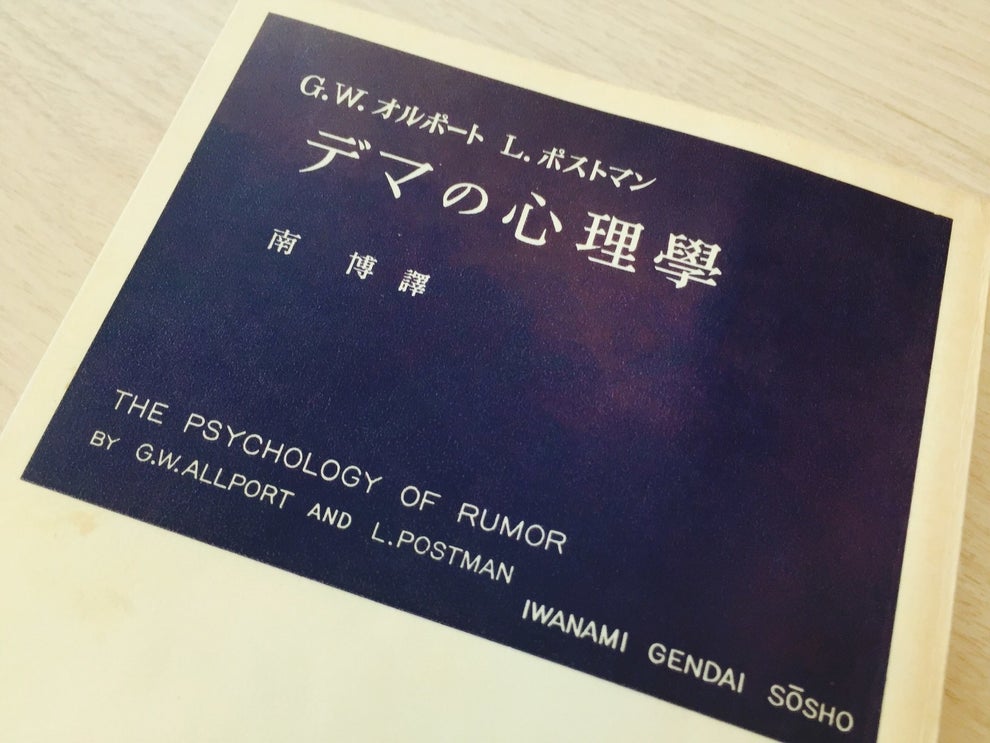 G.W. オルポート L. ポストマン
デマの心理學
南 博 譯
THE PSYCHOLOGY OF RUMOR
BY G.W.ALLPORT AND L.POSTMAN
IWANAMI GENDAI SŌSHO